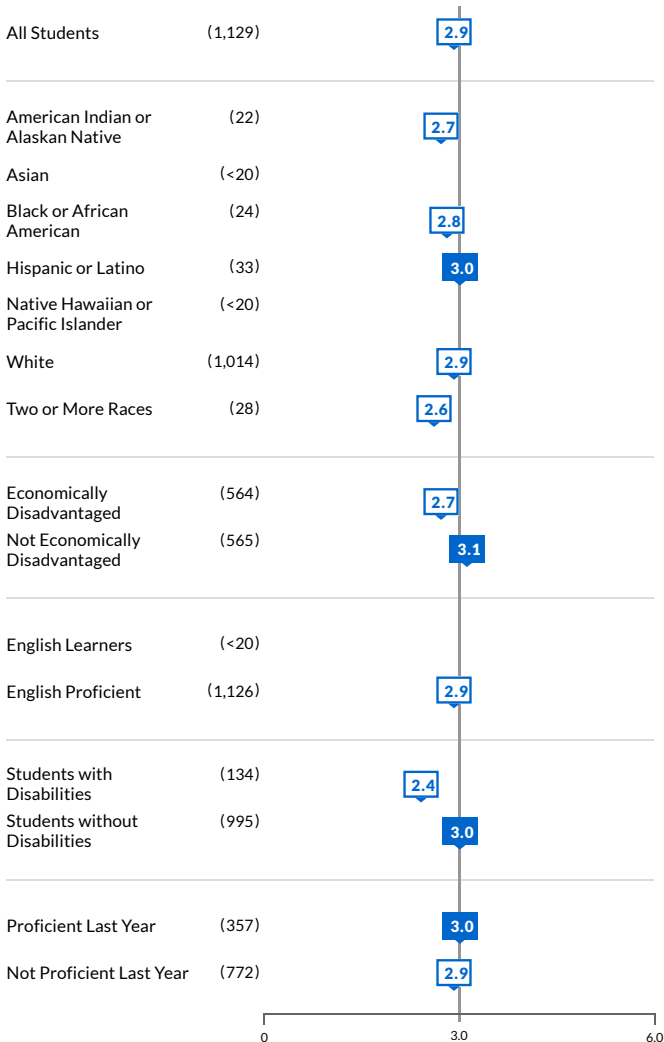 All Students (1,129) 2.9
American Indian or (22)
Alaskan Native 2.7
Asian (<20)
Black or African (24)
American 2.8
Hispanic or Latino (33) 3.0
Native Hawaiian or (<20)
Pacific Islander
White (1,014) 2.9
Two or More Races (28) 2.6
Economically (564)
Disadvantaged 2.7
Not Economically (565)
Disadvantaged 3.1
English Learners (<20)
English Proficient (1,126) 2.9
Students with (134)
Disabilities 2.4
Students without (995)
Disabilities 3.0
Proficient Last Year (357) 3.0
Not Proficient Last Year (772) 2.9
0 3.0 6.0